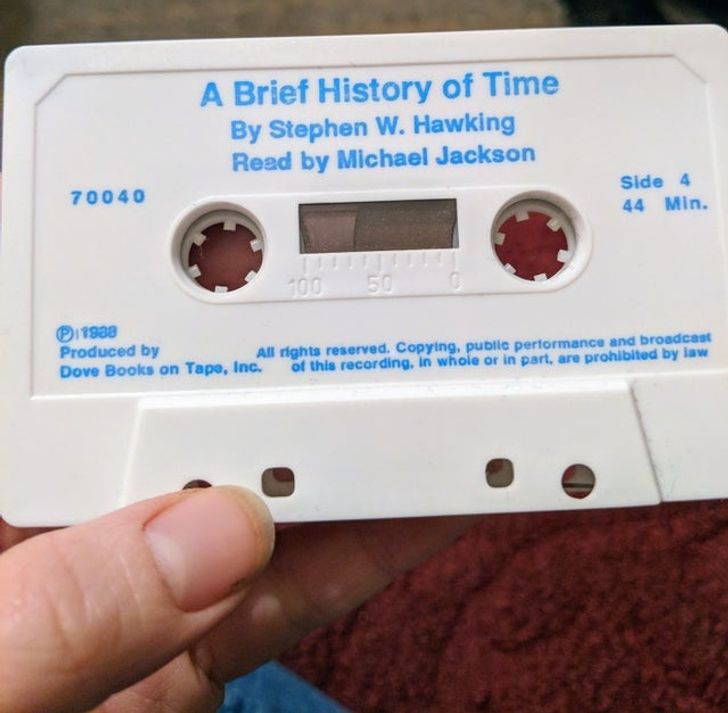 A Brief History of Time
By Stephen W. Hawking
Read by Michael Jackson
70040
Side 4
44 Min.
100 50 0
Ⓟ 1988
Produced by
Dove Books on Tape, Inc.
All rights reserved. Copying, public performance and broadcast
of this recording, in whole or in part, are prohibited by law